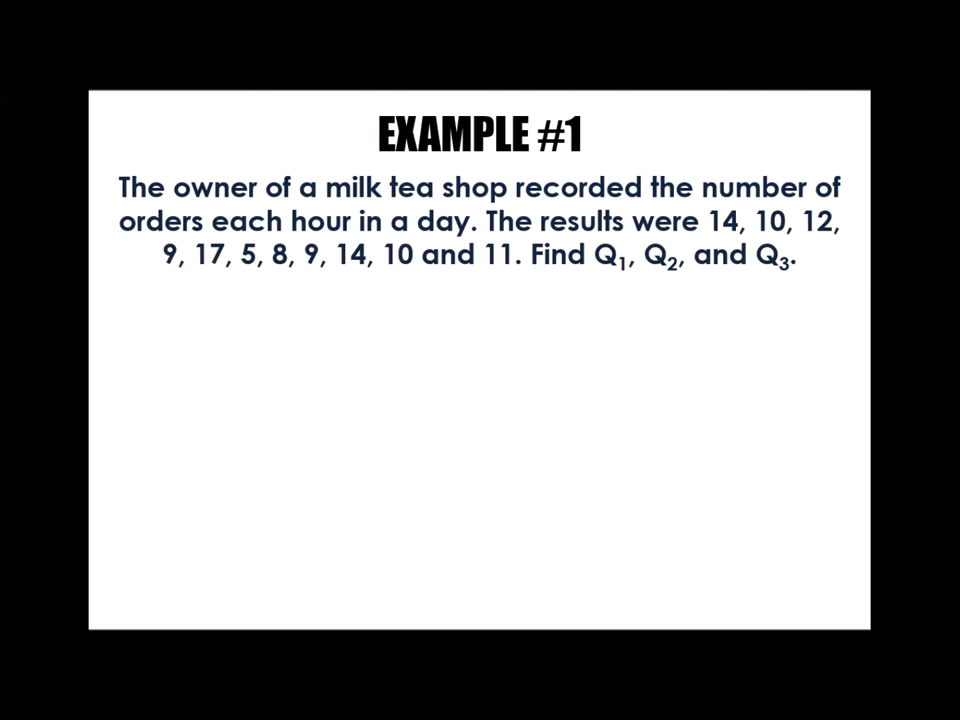 EXAMPLE #1
The owner of a milk tea shop recorded the number of
orders each hour in a day. The results were 14, 10, 12,
9, 17, 5, 8, 9, 14, 10 and 11. Find Q₁, Q₂, and Q₃.